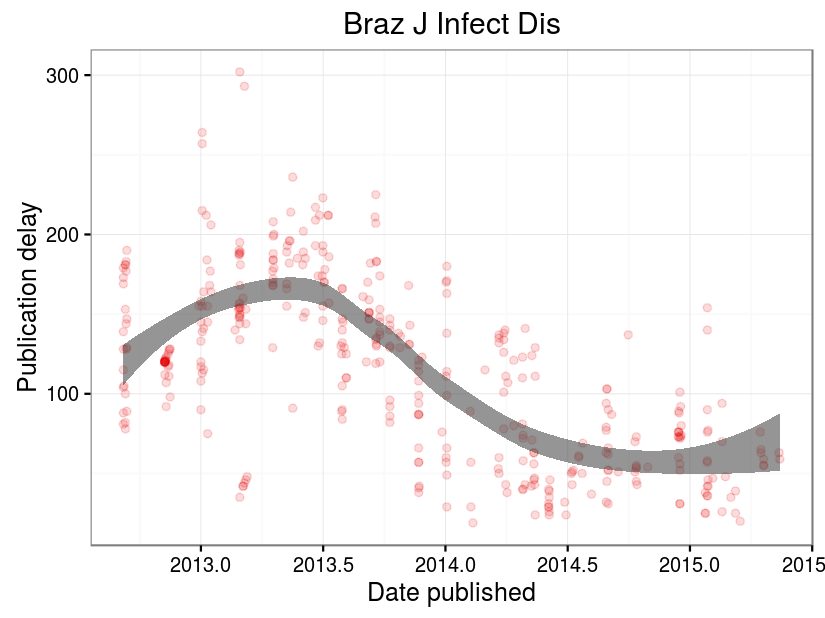 Braz J Infect Dis
300
200
100
Publication delay
2013.0 2013.5 2014.0 2014.5 2015.0 2015
Date published